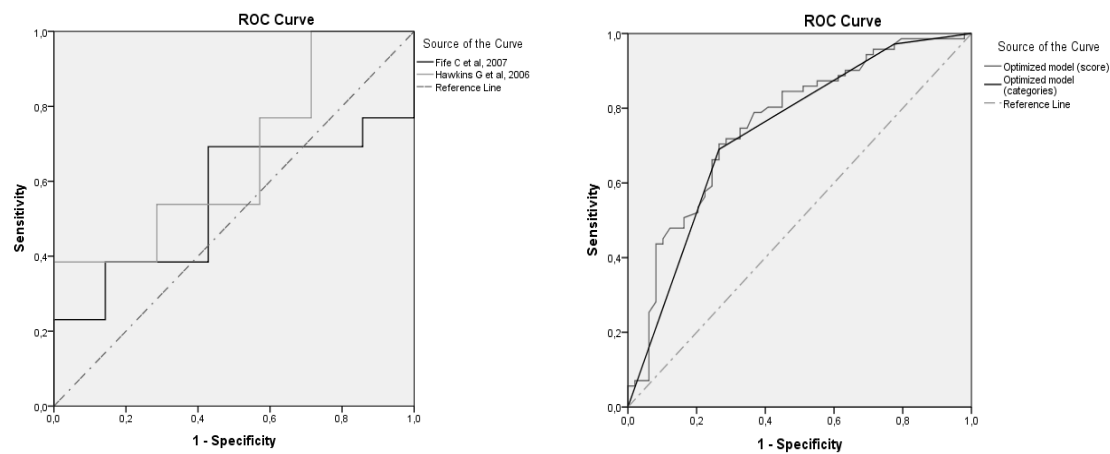 ROC Curve
1,0
0,8
0,6
0,4
0,2
0,0
Sensitivity
0,0
0,2
0,4
0,6
0,8
1,0
1 - Specificity
Source of the Curve
Fife C et al, 2007
Hawkins G et al, 2006
Reference Line
ROC Curve
1,0
0,8
0,6
0,4
0,2
0,0
Sensitivity
0,0
0,2
0,4
0,6
0,8
1,0
1 - Specificity
Source of the Curve
Optimized model (score)
Optimized model
(categories)
Reference Line